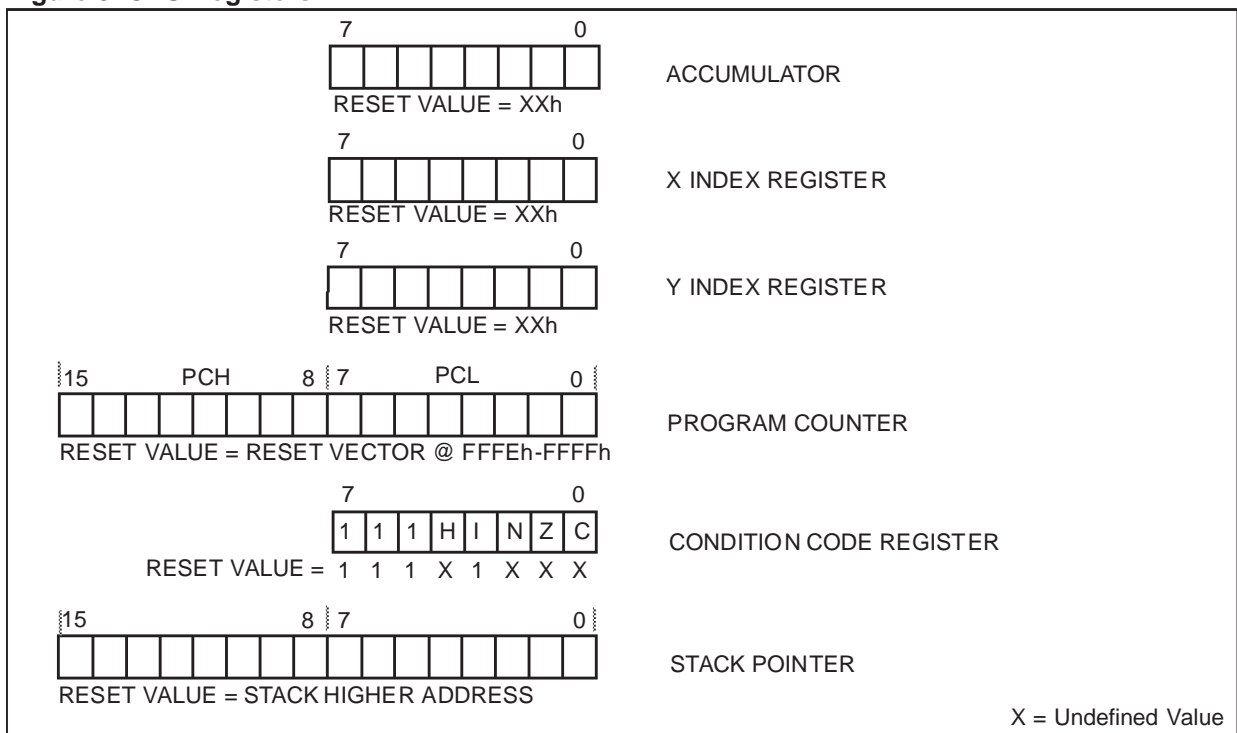 7 0
ACCUMULATOR
RESET VALUE = XXh
7 0
X INDEX REGISTER
RESET VALUE = XXh
7 0
Y INDEX REGISTER
RESET VALUE = XXh
15 PCH 8 7 PCL 0
PROGRAM COUNTER
RESET VALUE = RESET VECTOR @ FFFEh-FFFFh
7 0
1 1 1 H I N Z C
CONDITION CODE REGISTER
RESET VALUE = 1 1 1 X 1 X X X
15 8 7 0
STACK POINTER
RESET VALUE = STACK HIGHER ADDRESS
X = Undefined Value